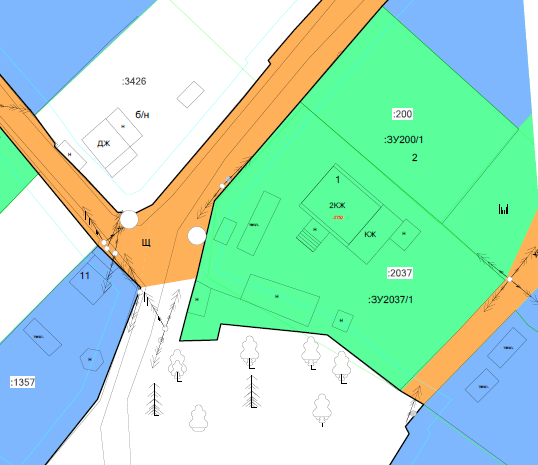 :3426
б/н
н
дж
н
:200
:ЗУ200/1
2
1
2КЖ
н
КЖ
н
Щ
11
:2037
:ЗУ2037/1
н
н
н
н
:1357